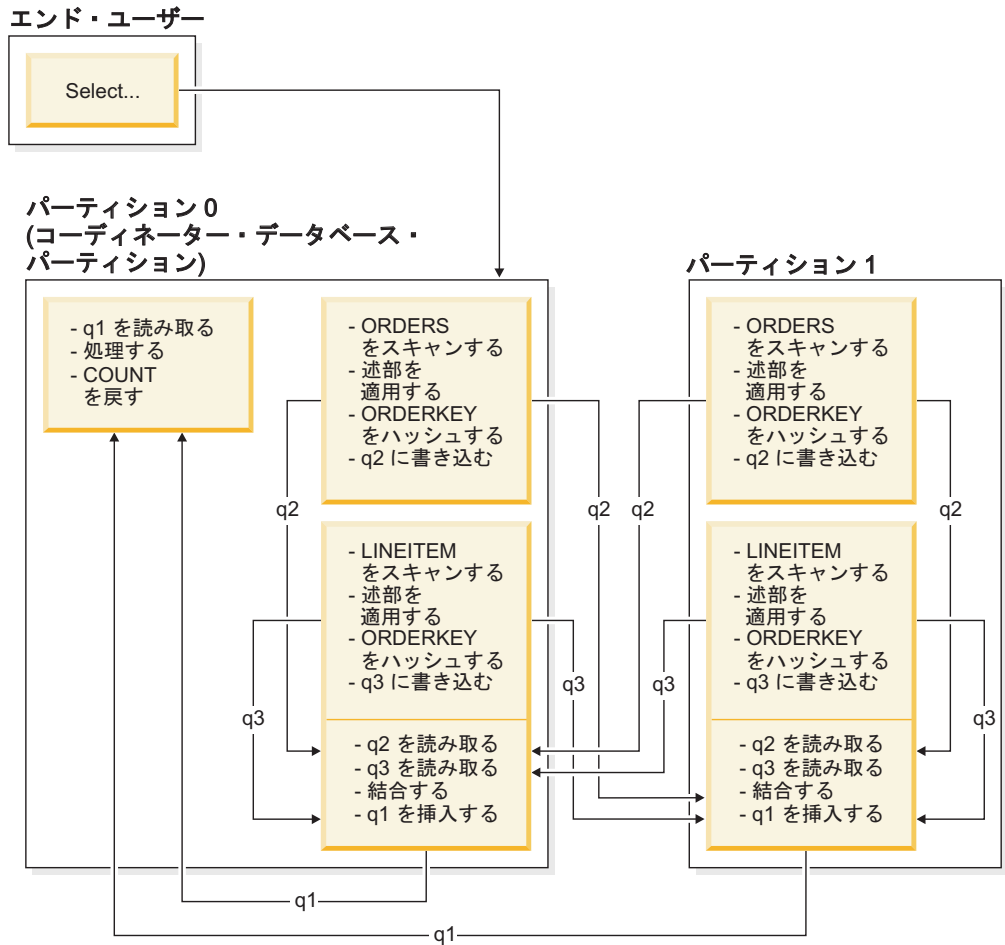 エンド・ユーザー
Select...
パーティション 0
(コーディネーター・データベース・
パーティション)
- q1 を読み取る
- 処理する
- COUNT
を戻す
- ORDERS
をスキャンする
- 述部を
適用する
- ORDERKEY
をハッシュする
- q2 に書き込む
q2
q2
- LINEITEM
をスキャンする
- 述部を
適用する
- ORDERKEY
をハッシュする
- q3 に書き込む
q3
q3
- q2 を読み取る
- q3 を読み取る
- 結合する
- q1 を挿入する
パーティション 1
- ORDERS
をスキャンする
- 述部を
適用する
- ORDERKEY
をハッシュする
- q2 に書き込む
q2
q2
- LINEITEM
をスキャンする
- 述部を
適用する
- ORDERKEY
をハッシュする
- q3 に書き込む
q3
q3
- q2 を読み取る
- q3 を読み取る
- 結合する
- q1 を挿入する
q1
q1